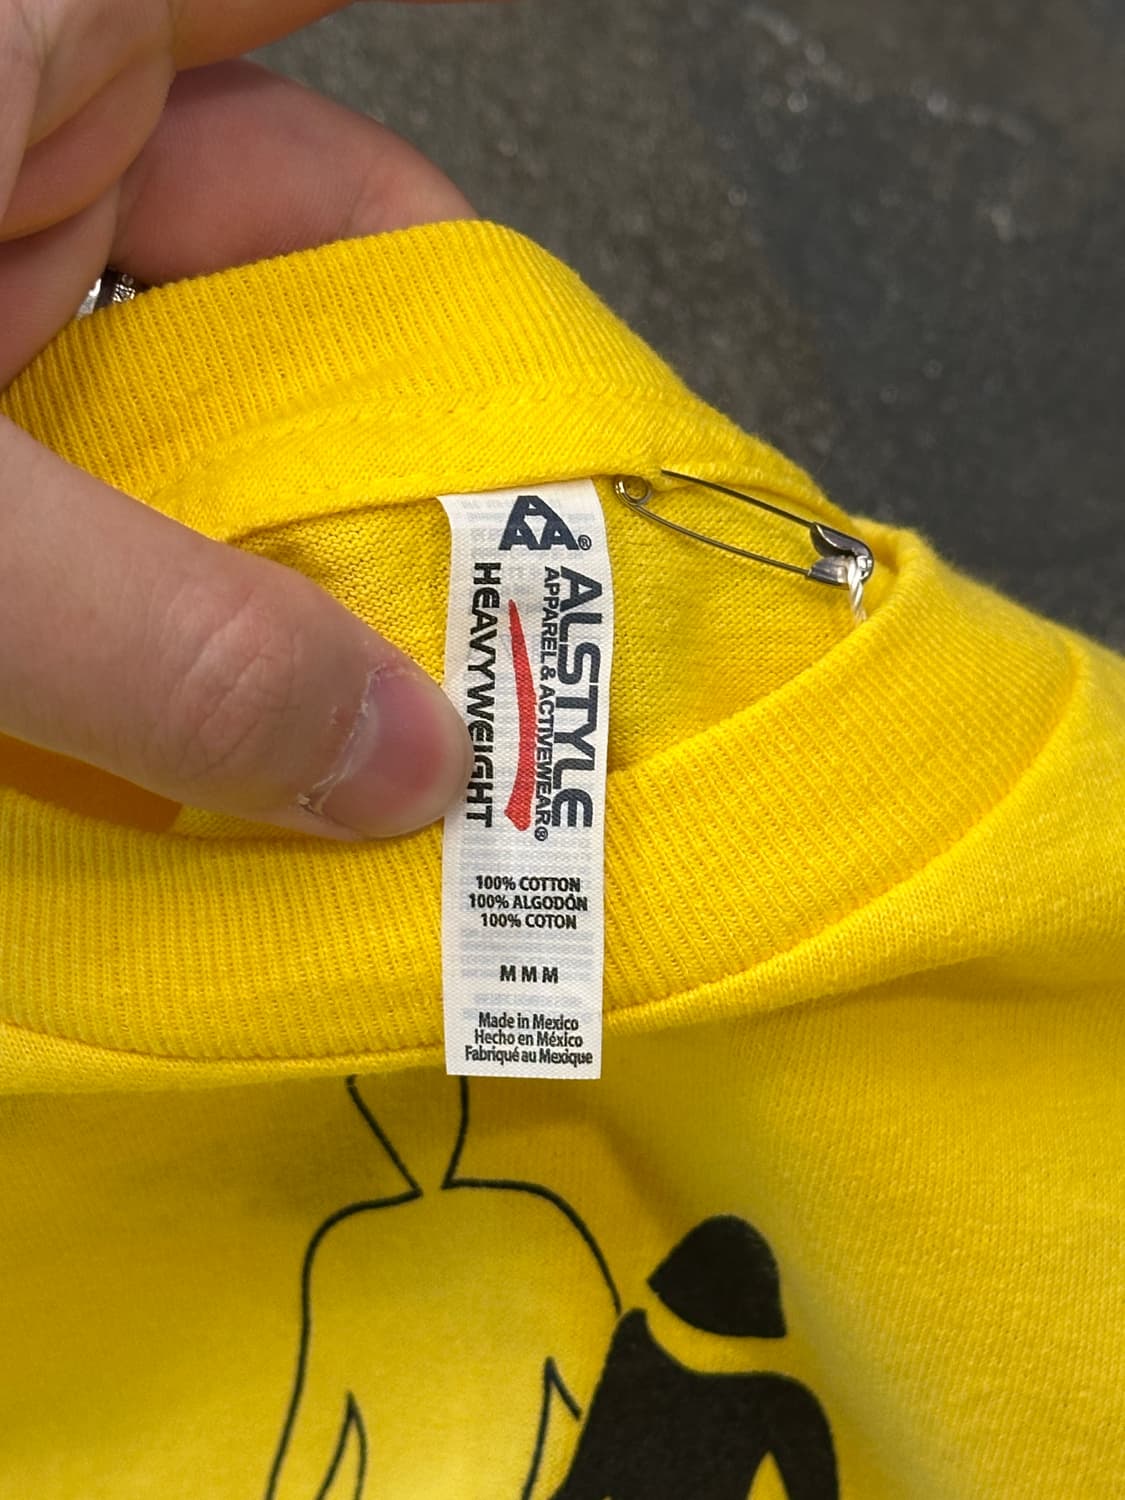 AAA®
ALSTYLE
APPAREL & ACTIVEWEAR®
HEAVYWEIGHT
100% COTTON
100% ALGODÓN
100% COTON
M M M
Made in Mexico
Hecho en México
Fabriqué au Mexique